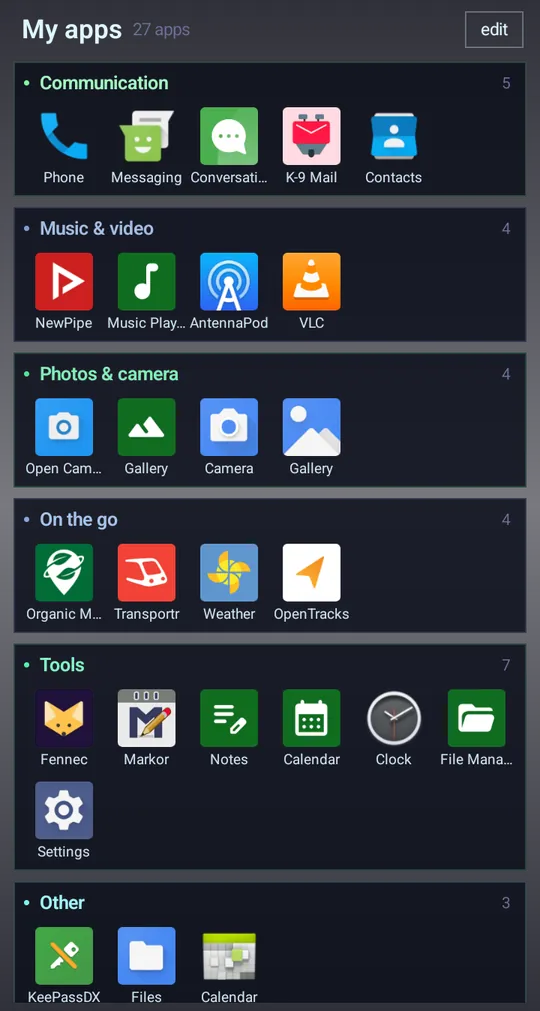 My apps 27 apps edit
Communication 5
Phone Messaging Conversati... K-9 Mail Contacts
Music & video 4
NewPipe Music Play... AntennaPod VLC
Photos & camera 4
Open Cam... Gallery Camera Gallery
On the go 4
Organic M... Transportr Weather OpenTracks
Tools 7
Fennec Markor Notes Calendar Clock File Mana...
Settings
Other 3
KeePassDX Files Calendar